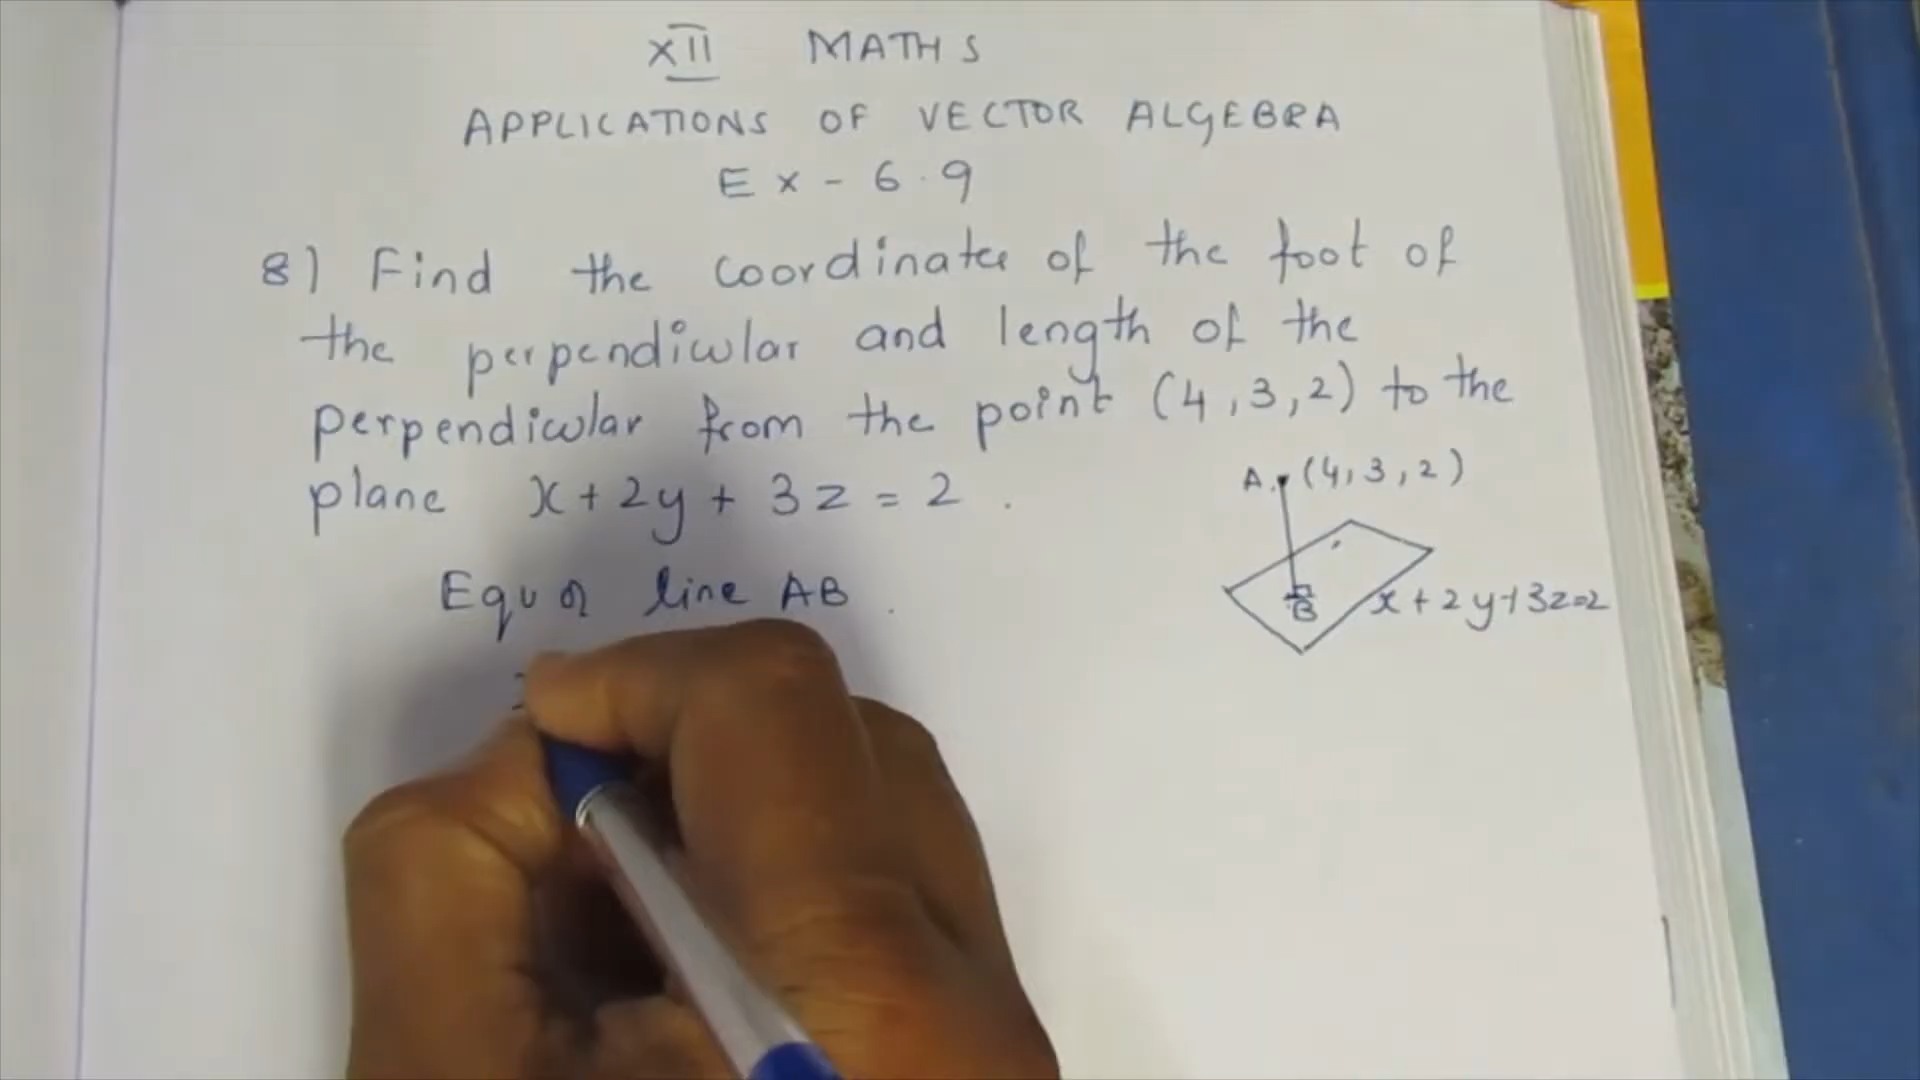 XII MATHS
APPLICATIONS OF VECTOR ALGEBRA
Ex - 6.9
8) Find the coordinates of the foot of
the perpendicular and length of the
perpendicular from the point (4,3,2) to the
plane x + 2y + 3z = 2 .
A (4,3,2)
Equ of line AB .
B x + 2y + 3z = 2